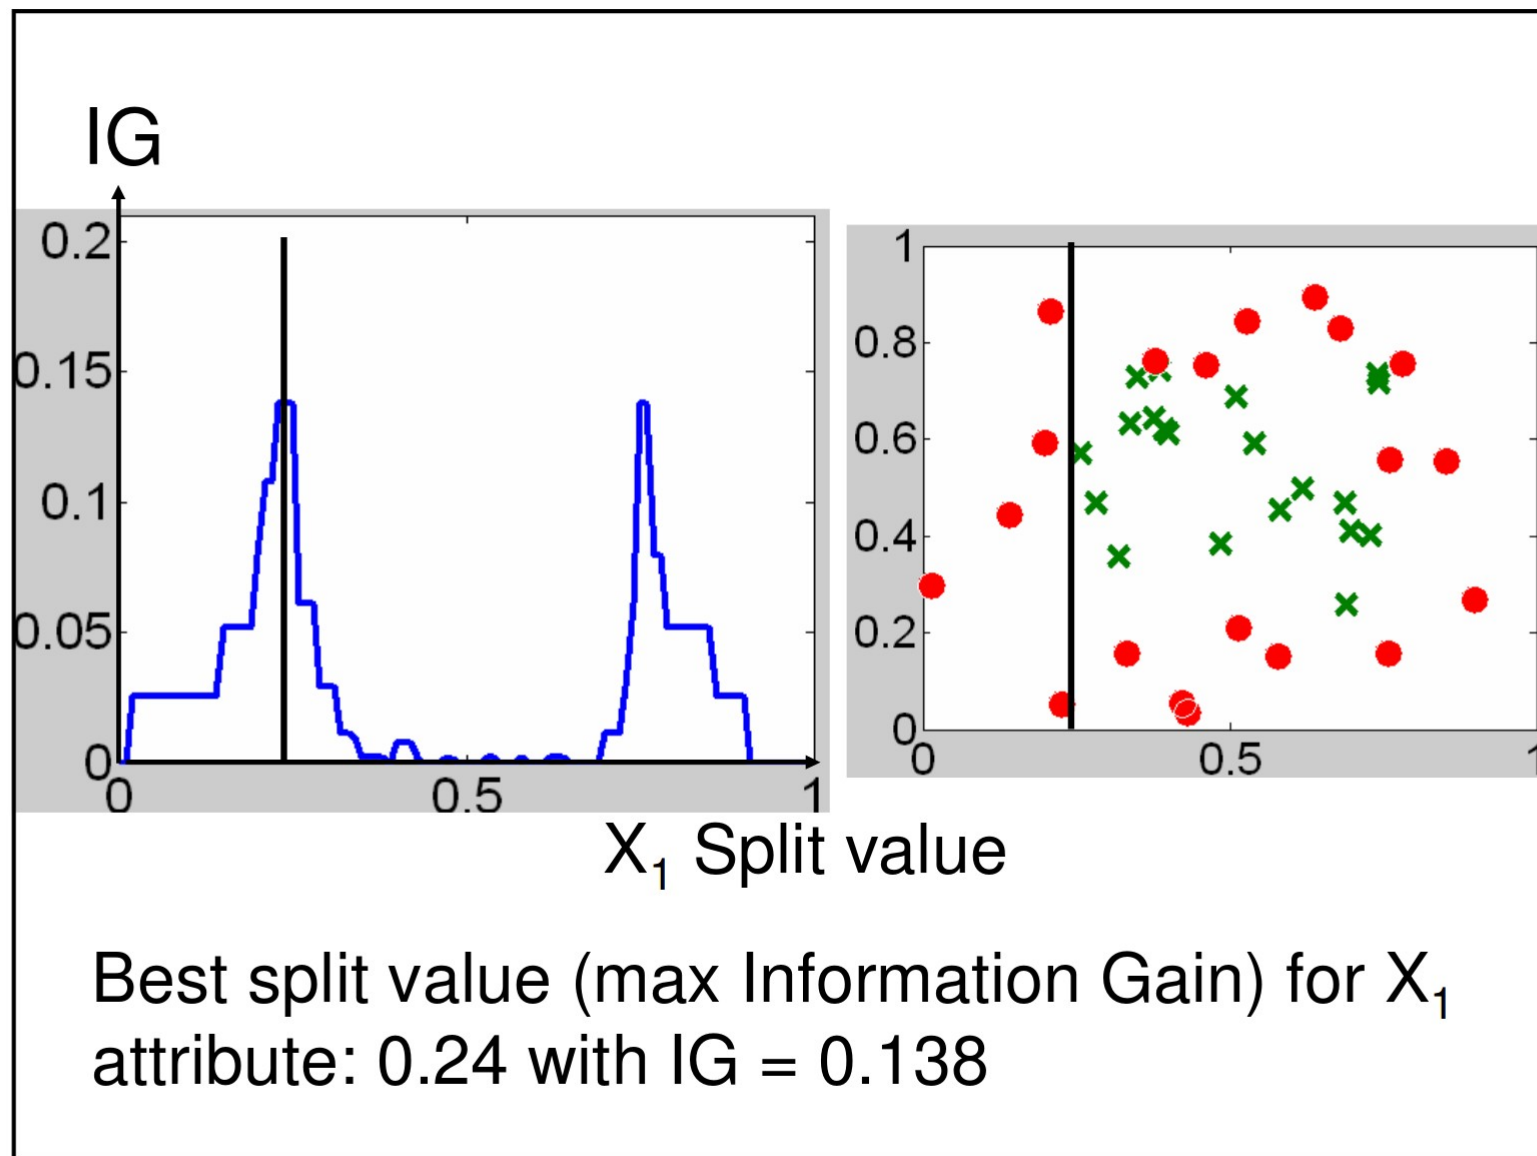 IG
0.2
0.15
0.1
0.05
0
0 0.5 1
1
0.8
0.6
0.4
0.2
0
0 0.5 1
X₁ Split value
Best split value (max Information Gain) for X₁
attribute: 0.24 with IG = 0.138